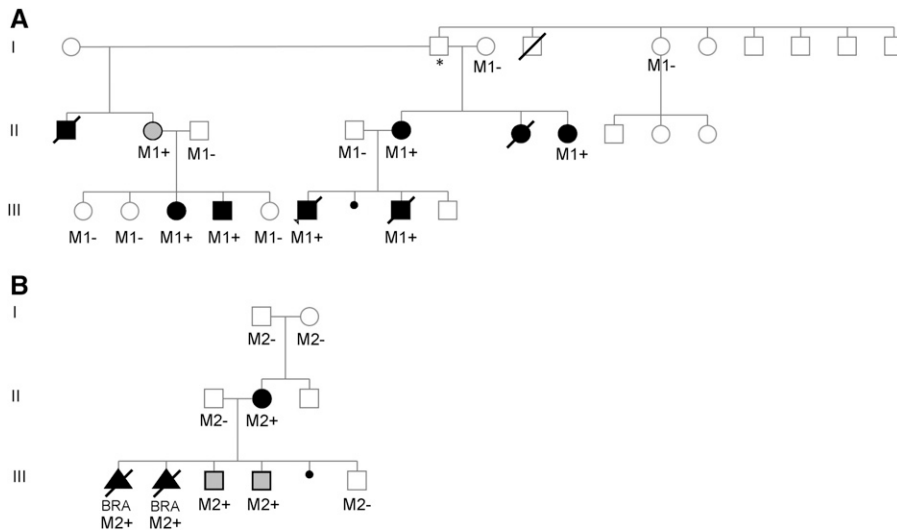 A
I
*
M1-
M1-
II
M1+
M1-
M1-
M1+
M1+
III
M1-
M1-
M1+
M1+
M1-
M1+
M1+
B
I
M2-
M2-
II
M2-
M2+
III
BRA
M2+
BRA
M2+
M2+
M2+
M2-